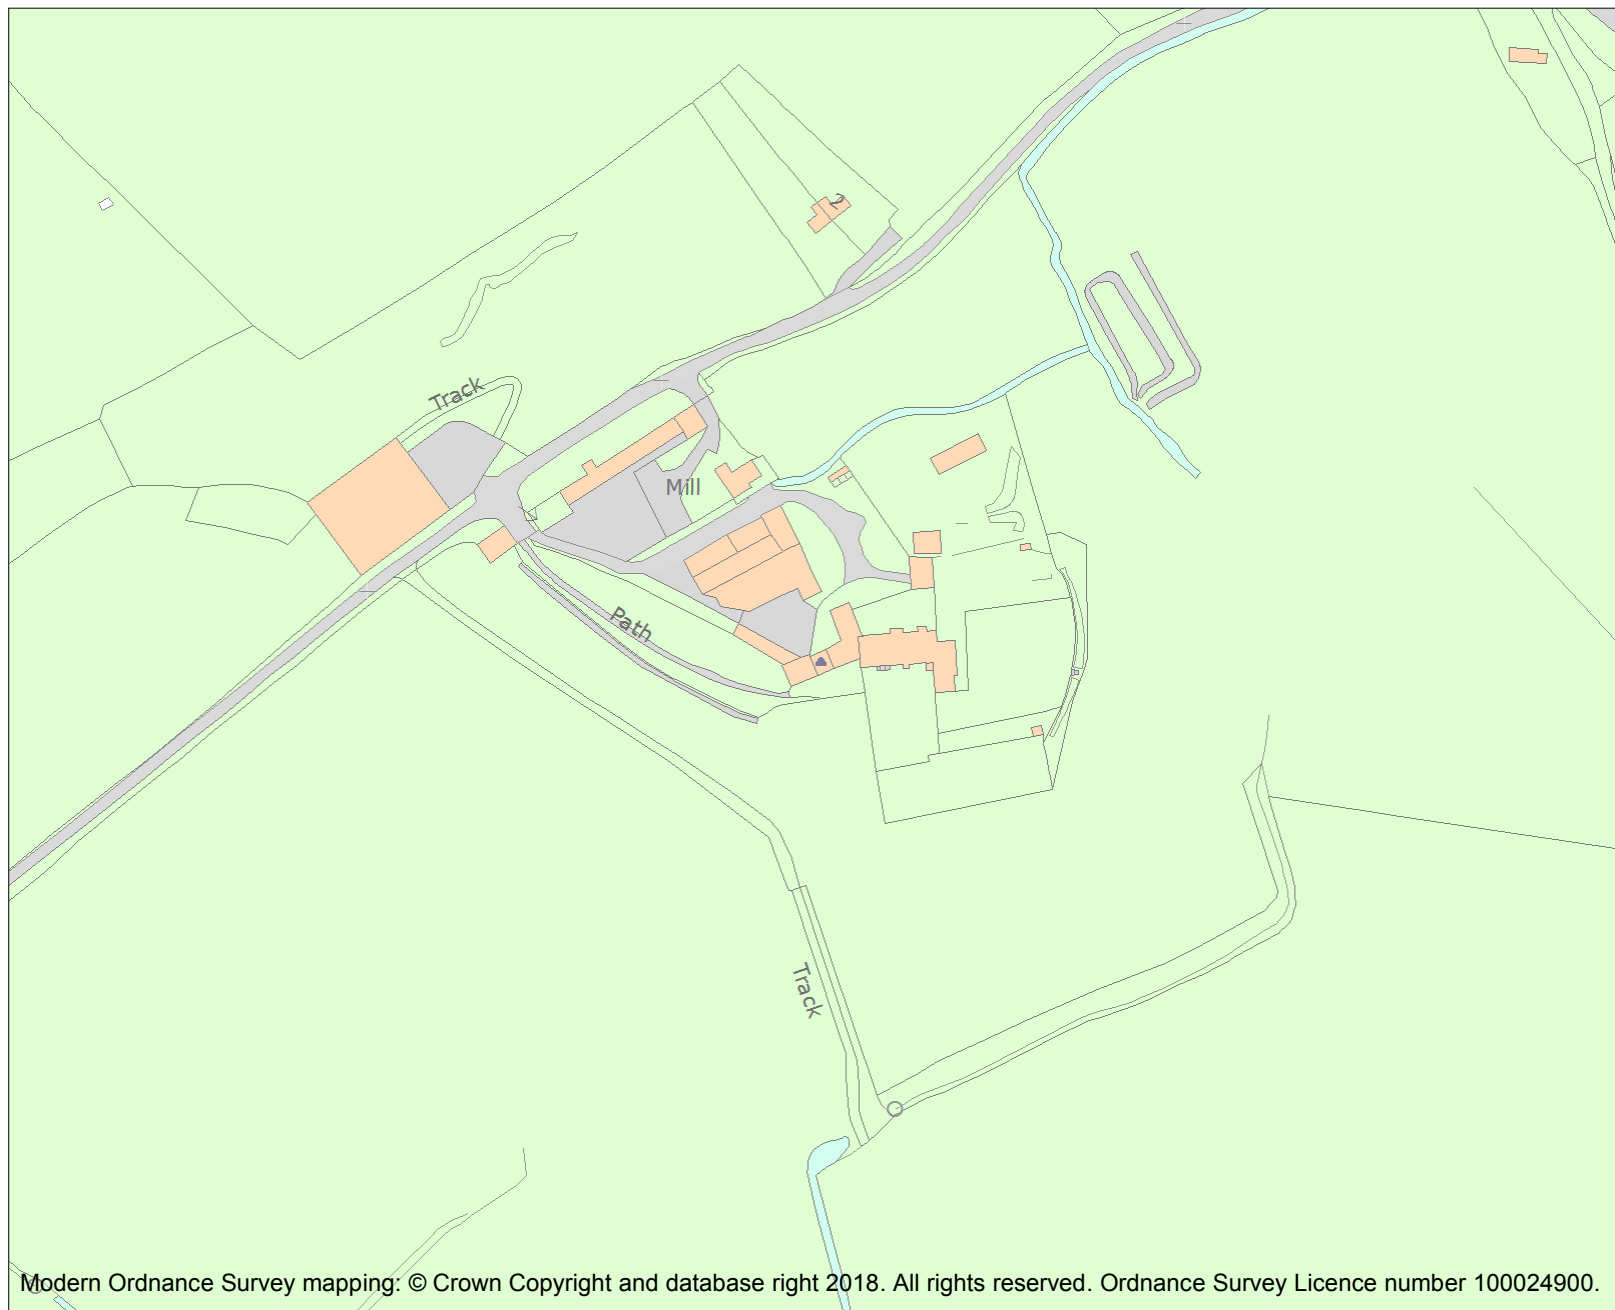 2
Track
Mill
Path
Track
Modern Ordnance Survey mapping: © Crown Copyright and database right 2018. All rights reserved. Ordnance Survey Licence number 100024900.